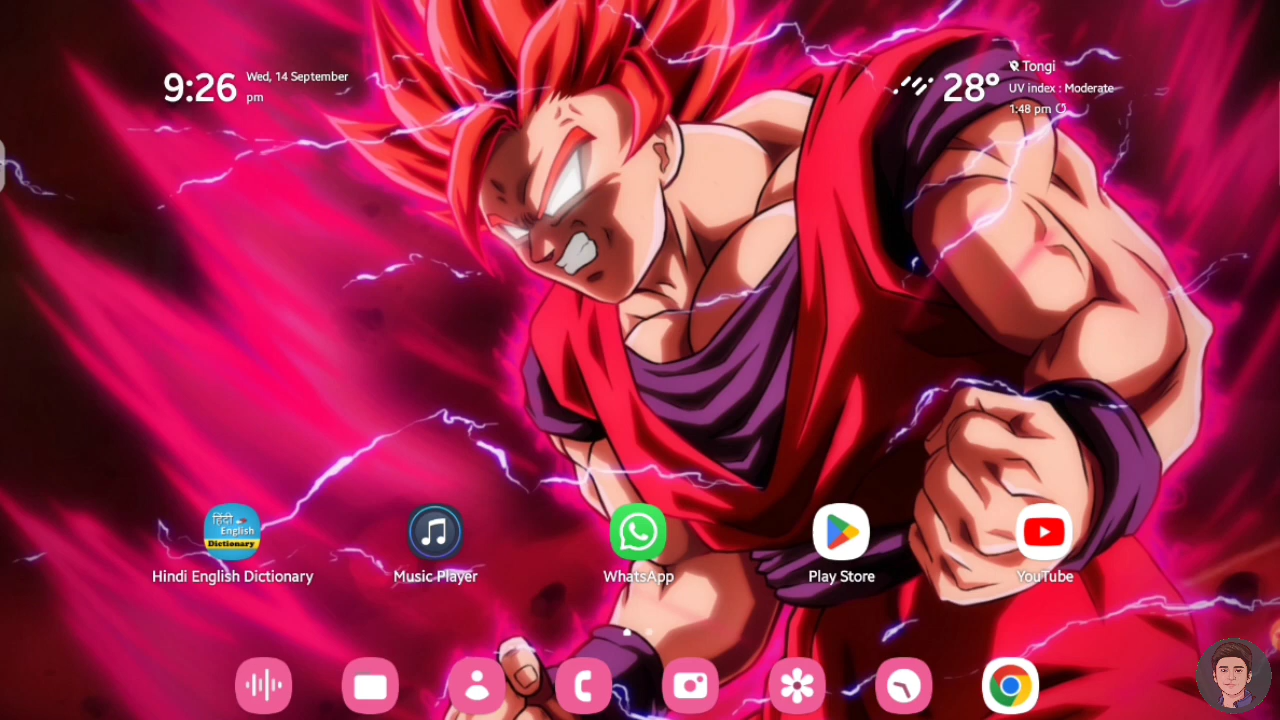 9:26
Wed, 14 September
pm
28°
Tongi
UV index : Moderate
1:48 pm
हिंदी
English
Dictionary
Hindi English Dictionary
Music Player
WhatsApp
Play Store
YouTube